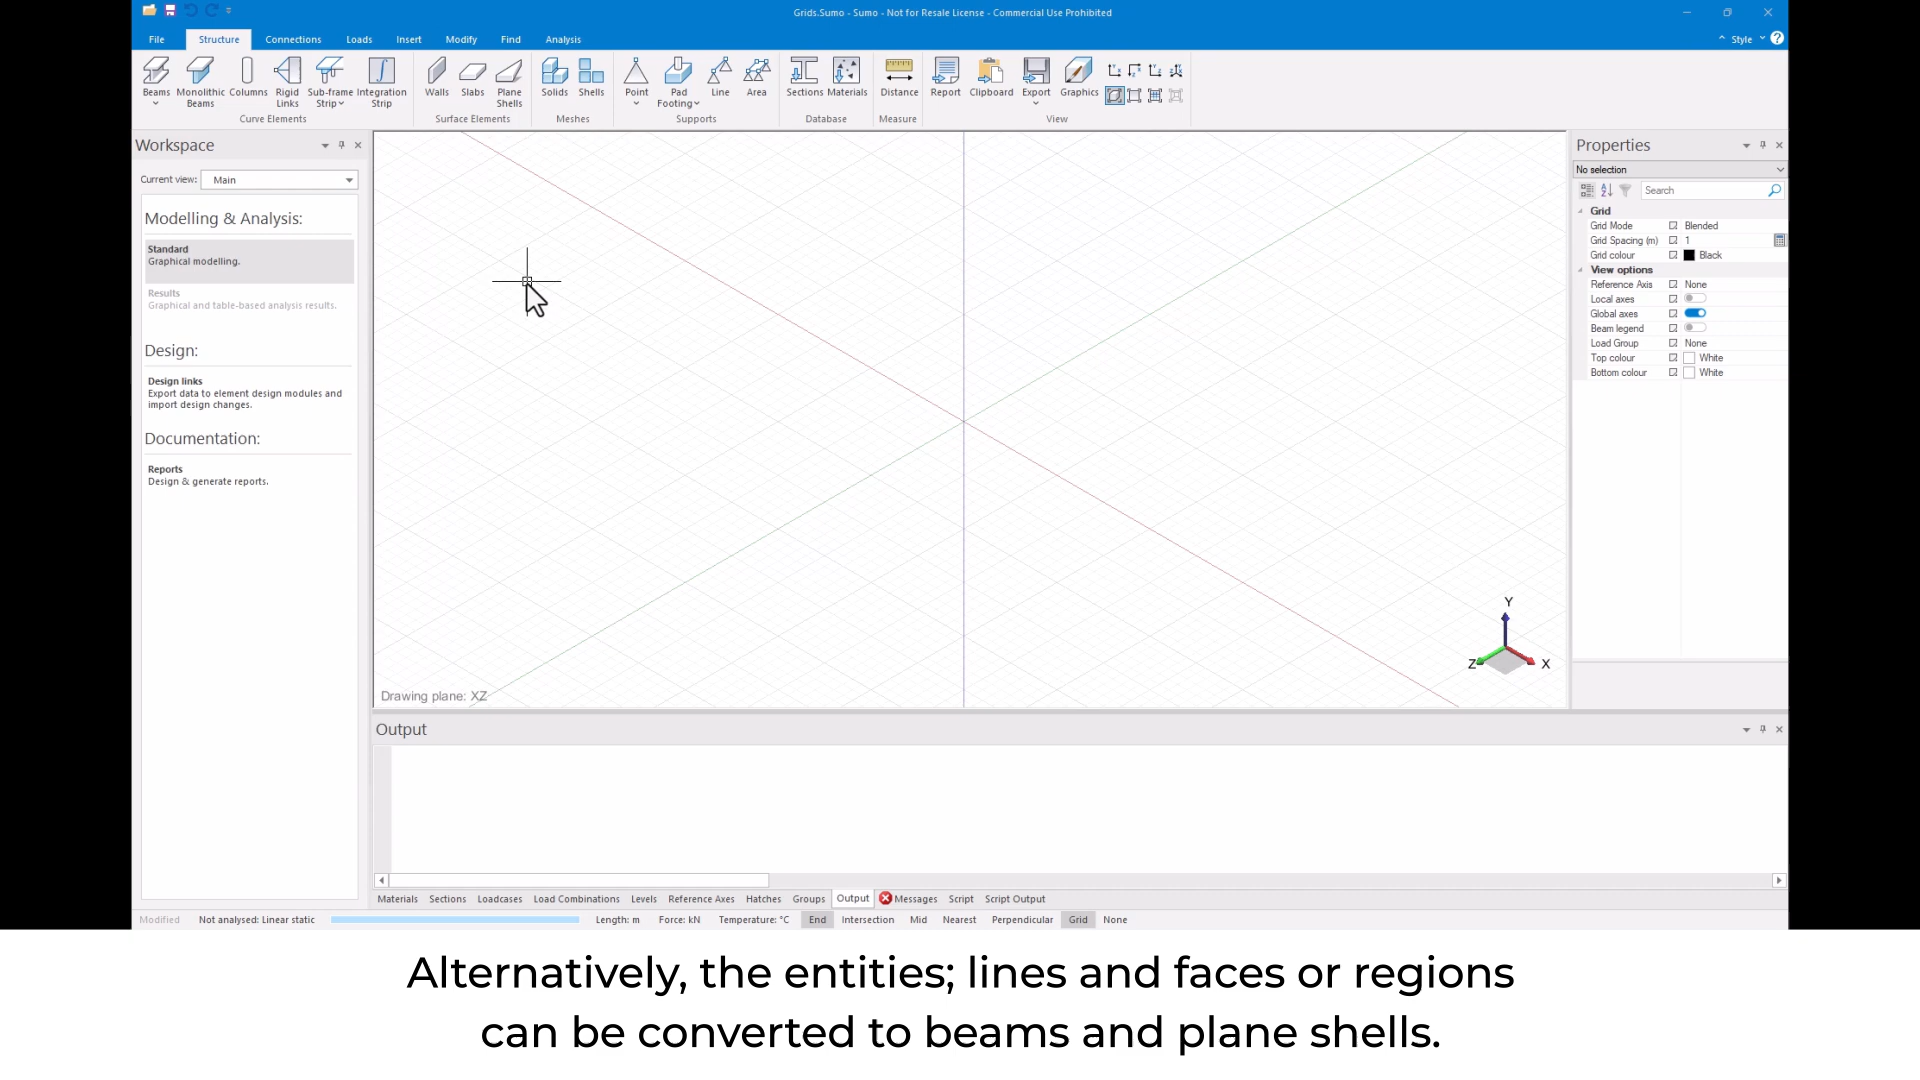 Grids.Sumo - Sumo - Not for Resale License - Commercial Use Prohibited
File Structure Connections Loads Insert Modify Find Analysis Style
Beams Monolithic Beams Columns Rigid Links Sub-frame Strip Integration Strip
Curve Elements
Walls Slabs Plane Shells
Surface Elements
Solids Shells
Meshes
Point Pad Footing Line Area
Supports
Sections Materials
Database
Distance
Measure
Report Clipboard Export Graphics
View
Workspace
Current view: Main
Modelling & Analysis:
Standard
Graphical modelling.
Results
Graphical and table-based analysis results.
Design:
Design links
Export data to element design modules and
import design changes.
Documentation:
Reports
Design & generate reports.
Y
Z X
Drawing plane: XZ
Properties
No selection
Search
Grid
Grid Mode Blended
Grid Spacing (m) 1
Grid colour Black
View options
Reference Axis None
Local axes
Global axes
Beam legend
Load Group None
Top colour White
Bottom colour White
Output
Materials Sections Loadcases Load Combinations Levels Reference Axes Hatches Groups Output Messages Script Script Output
Modified Not analysed: Linear static Length: m Force: kN Temperature: °C End Intersection Mid Nearest Perpendicular Grid None
Alternatively, the entities; lines and faces or regions
can be converted to beams and plane shells.